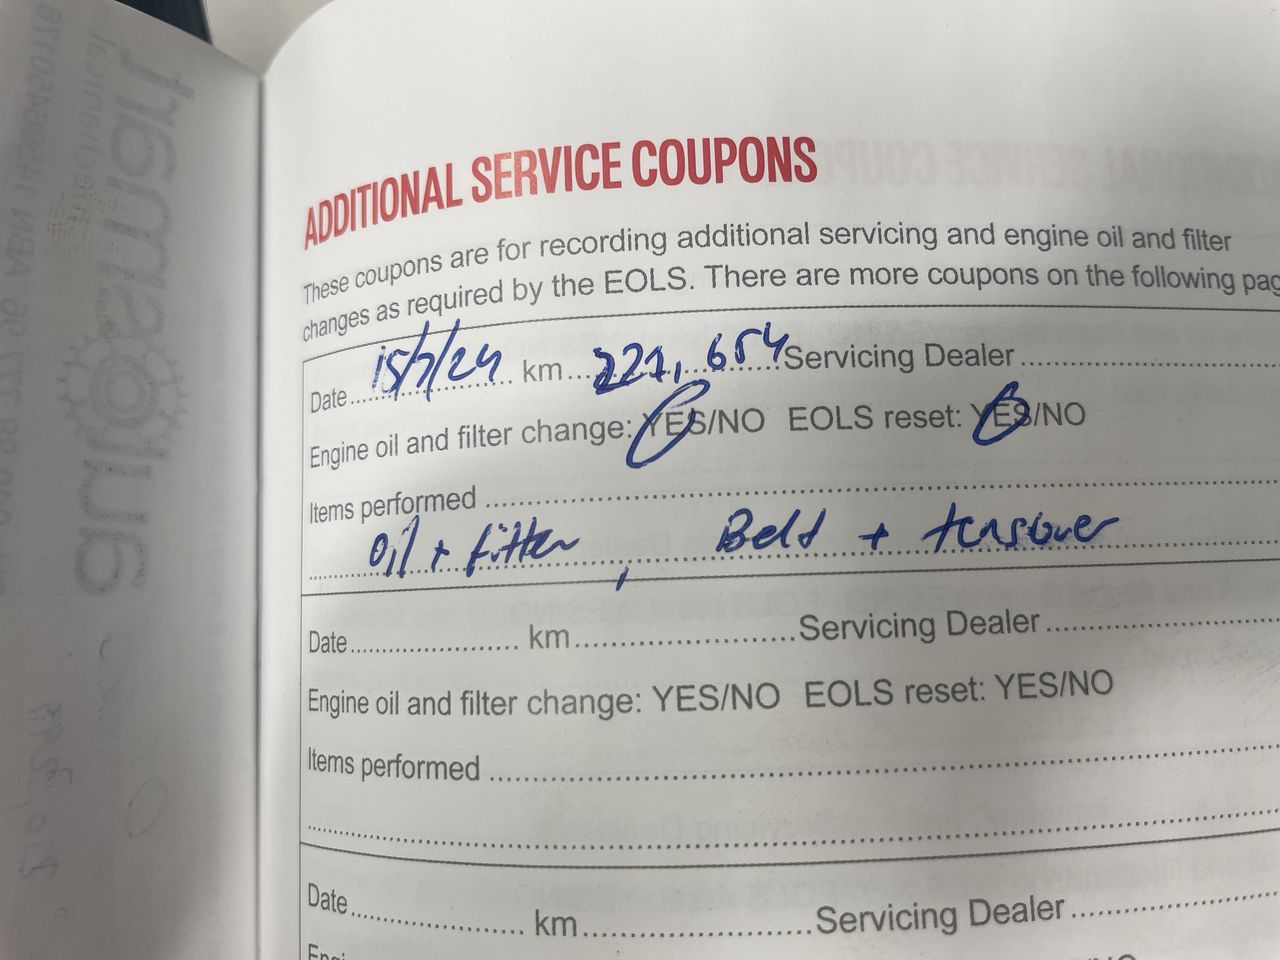 ADDITIONAL SERVICE COUPONS
These coupons are for recording additional servicing and engine oil and filter
changes as required by the EOLS. There are more coupons on the following pag
Date 15/7/24 km 221,654 Servicing Dealer
Engine oil and filter change: YES/NO EOLS reset: YES/NO
Items performed
oil + filter, Belt + tensioner
Date km Servicing Dealer
Engine oil and filter change: YES/NO EOLS reset: YES/NO
Items performed
Date km Servicing Dealer